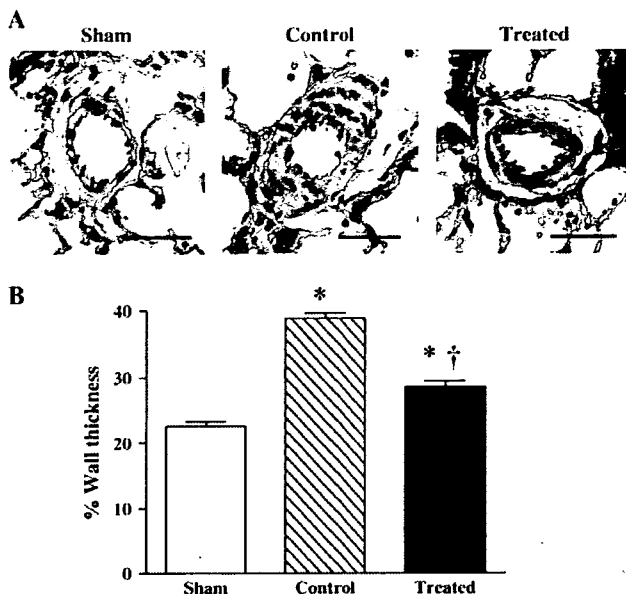 A
Sham Control Treated
B
% Wall thickness
40
*
* †
30
20
10
0
Sham Control Treated